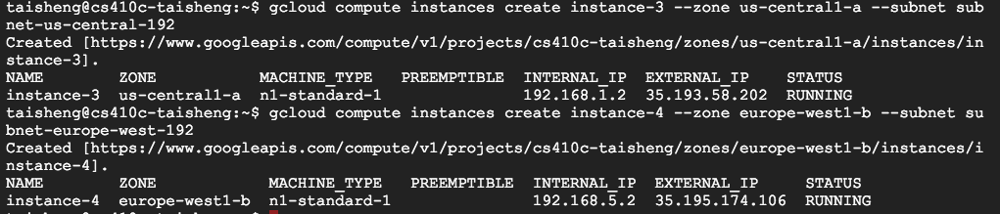 taisheng@cs410c-taisheng:~$ gcloud compute instances create instance-3 --zone us-central1-a --subnet sub
net-us-central-192
Created [https://www.googleapis.com/compute/v1/projects/cs410c-taisheng/zones/us-central1-a/instances/in
stance-3].
NAME ZONE MACHINE_TYPE PREEMPTIBLE INTERNAL_IP EXTERNAL_IP STATUS
instance-3 us-central1-a n1-standard-1 192.168.1.2 35.193.58.202 RUNNING
taisheng@cs410c-taisheng:~$ gcloud compute instances create instance-4 --zone europe-west1-b --subnet su
bnet-europe-west-192
Created [https://www.googleapis.com/compute/v1/projects/cs410c-taisheng/zones/europe-west1-b/instances/i
nstance-4].
NAME ZONE MACHINE_TYPE PREEMPTIBLE INTERNAL_IP EXTERNAL_IP STATUS
instance-4 europe-west1-b n1-standard-1 192.168.5.2 35.195.174.106 RUNNING